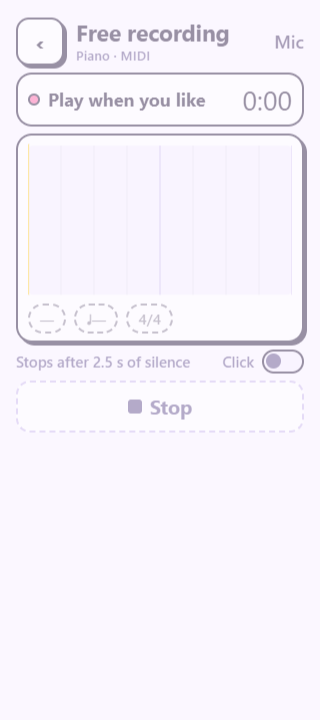 Free recording
Piano · MIDI
Mic
Play when you like
0:00
— ♩— 4/4
Stops after 2.5 s of silence
Click
Stop